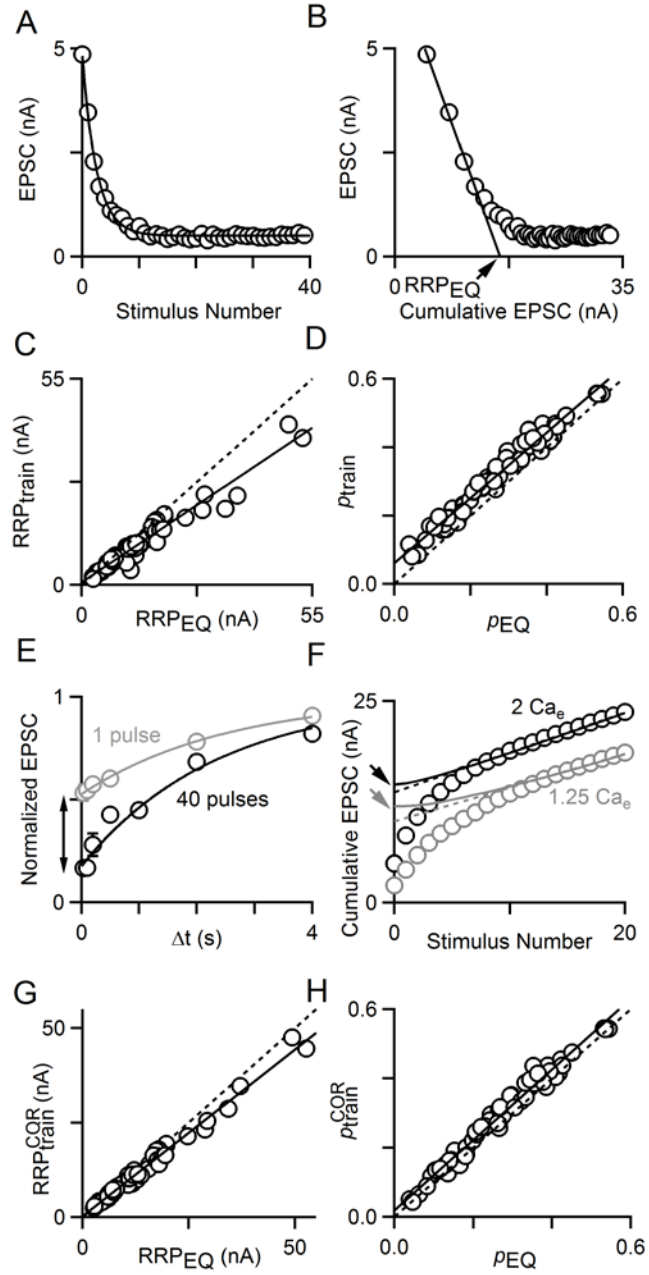 A
B
5
EPSC (nA)
0
0
Stimulus Number
40
5
EPSC (nA)
0
0
RRPEQ
Cumulative EPSC (nA)
35
C
D
55
RRPtrain (nA)
0
0
RRPEQ (nA)
55
0.6
ptrain
0.0
0.0
pEQ
0.6
E
F
1
Normalized EPSC
0
1 pulse
40 pulses
0
Δt (s)
4
25
Cumulative EPSC (nA)
0
2 Cae
1.25 Cae
0
Stimulus Number
20
G
H
50
RRPCORtrain (nA)
0
0
RRPEQ (nA)
50
0.6
pCORtrain
0.0
0.0
pEQ
0.6